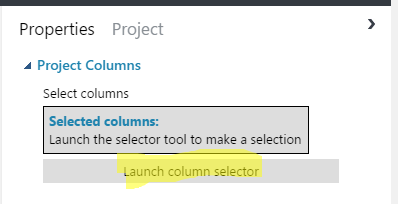 Properties Project
Project Columns
Select columns
Selected columns:
Launch the selector tool to make a selection
Launch column selector